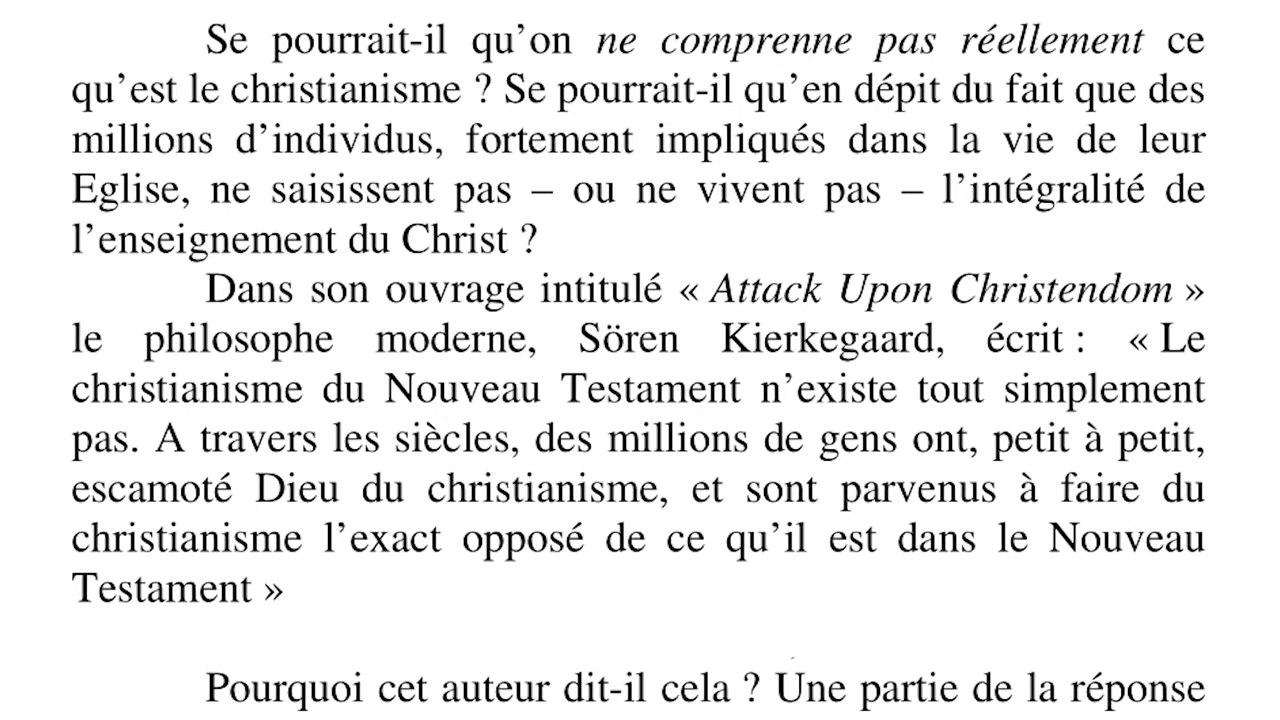 Se pourrait-il qu’on ne comprenne pas réellement ce
qu’est le christianisme ? Se pourrait-il qu’en dépit du fait que des
millions d’individus, fortement impliqués dans la vie de leur
Eglise, ne saisissent pas – ou ne vivent pas – l’intégralité de
l’enseignement du Christ ?
Dans son ouvrage intitulé « Attack Upon Christendom »
le philosophe moderne, Sören Kierkegaard, écrit : « Le
christianisme du Nouveau Testament n’existe tout simplement
pas. A travers les siècles, des millions de gens ont, petit à petit,
escamoté Dieu du christianisme, et sont parvenus à faire du
christianisme l’exact opposé de ce qu’il est dans le Nouveau
Testament »
Pourquoi cet auteur dit-il cela ? Une partie de la réponse